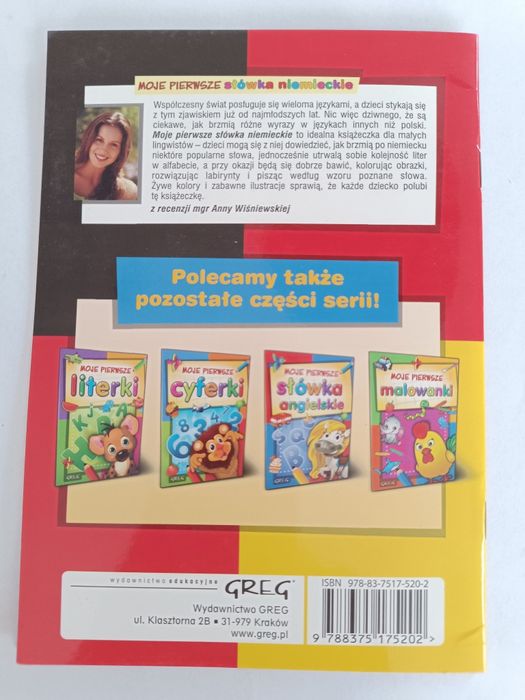 MOJE PIERWSZE słówka niemieckie
Współczesny świat posługuje się wieloma językami, a dzieci stykają się
z tym zjawiskiem już od najmłodszych lat. Nic więc dziwnego, że są
ciekawe, jak brzmią różne wyrazy w językach innych niż polski.
Moje pierwsze słówka niemieckie to idealna książeczka dla małych
lingwistów – dzieci mogą się z niej dowiedzieć, jak brzmią po niemiecku
niektóre popularne słowa, jednocześnie utrwalą sobie kolejność liter
w alfabecie, a przy okazji będą się dobrze bawić, kolorując obrazki,
rozwiązując labirynty i pisząc według wzoru poznane słowa.
Żywe kolory i zabawne ilustracje sprawią, że każde dziecko polubi
tę książeczkę.
z recenzji mgr Anny Wiśniewskiej
Polecamy także
pozostałe części serii!
MOJE PIERWSZE
literki
GREG
MOJE PIERWSZE
cyferki
GREG
MOJE PIERWSZE
słówka
angielskie
GREG
MOJE PIERWSZE
malowanki
GREG
wydawnictwo edukacyjne GREG
Wydawnictwo GREG
ul. Klasztorna 2B • 31-979 Kraków
www.greg.pl
ISBN 978-83-7517-520-2
9 788375 175202 >